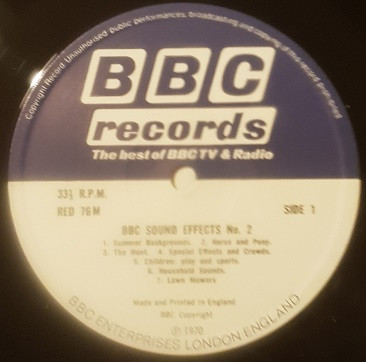 Copyright Record. Unauthorised public performances, broadcasting and copying of this record prohibited
BBC
records
The best of BBC TV & Radio
33⅓ R.P.M.
RED 76M
SIDE 1
BBC SOUND EFFECTS No. 2
1. Summer Backgrounds. 2. Horse and Pony.
3. The Hunt. 4. Special Effects and Crowds.
5. Children: play and sports.
6. Household Sounds.
7. Lawn Mowers
Made and Printed in England
BBC Copyright
Ⓟ 1970
BBC ENTERPRISES LONDON ENGLAND